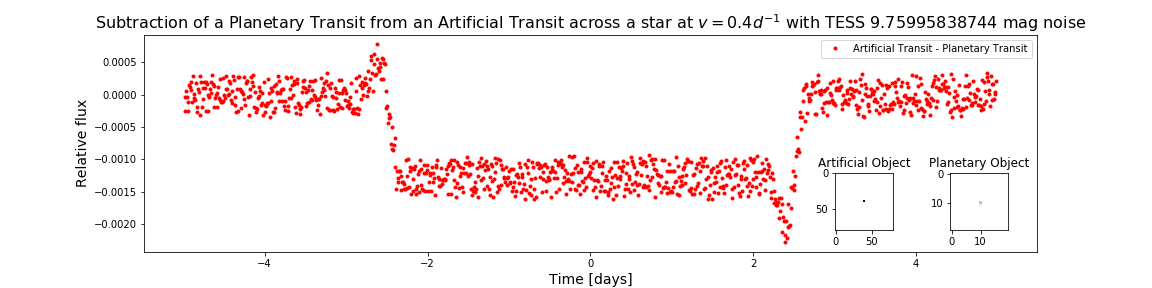 Subtraction of a Planetary Transit from an Artificial Transit across a star at v = 0.4d⁻¹ with TESS 9.75995838744 mag noise
Artificial Transit - Planetary Transit
Relative flux
0.0005
0.0000
−0.0005
−0.0010
−0.0015
−0.0020
Artificial Object
0
50
0 50
Planetary Object
0
10
0 10
−4 −2 0 2 4
Time [days]